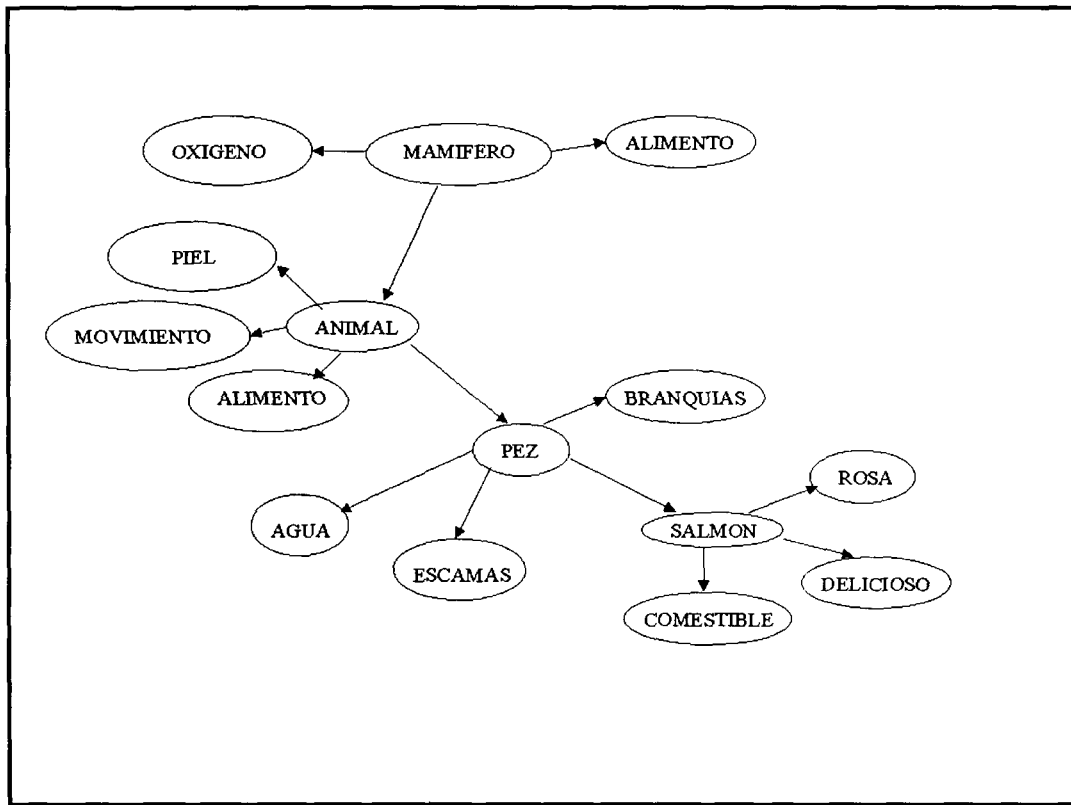 OXIGENO
MAMIFERO
ALIMENTO
PIEL
ANIMAL
MOVIMIENTO
ALIMENTO
BRANQUIAS
PEZ
ROSA
AGUA
SALMON
ESCAMAS
DELICIOSO
COMESTIBLE